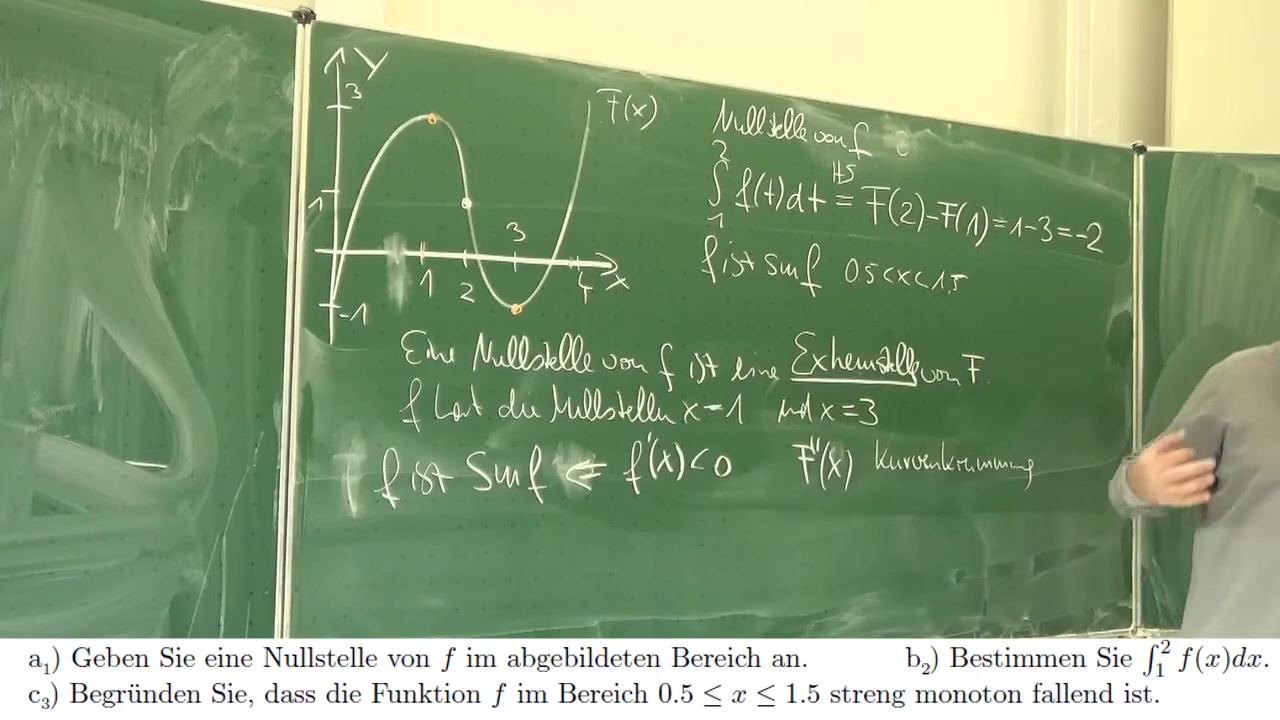 Y
3
F(x)
1
-1
1
2
3
4
x
Nullstelle von f
2
∫ f(t)dt = F(2)-F(1)=1-3=-2
HS
1
f ist smf 0.5<x<1,5
Eine Nullstelle von f ist eine Extremstelle von F.
f hat die Nullstellen x=1 und x=3
f ist smf ⇐ f'(x)<0 F''(x) Kurvenkrümmung
a₁) Geben Sie eine Nullstelle von f im abgebildeten Bereich an. b₂) Bestimmen Sie ∫₁² f(x)dx.
c₃) Begründen Sie, dass die Funktion f im Bereich 0.5 ≤ x ≤ 1.5 streng monoton fallend ist.